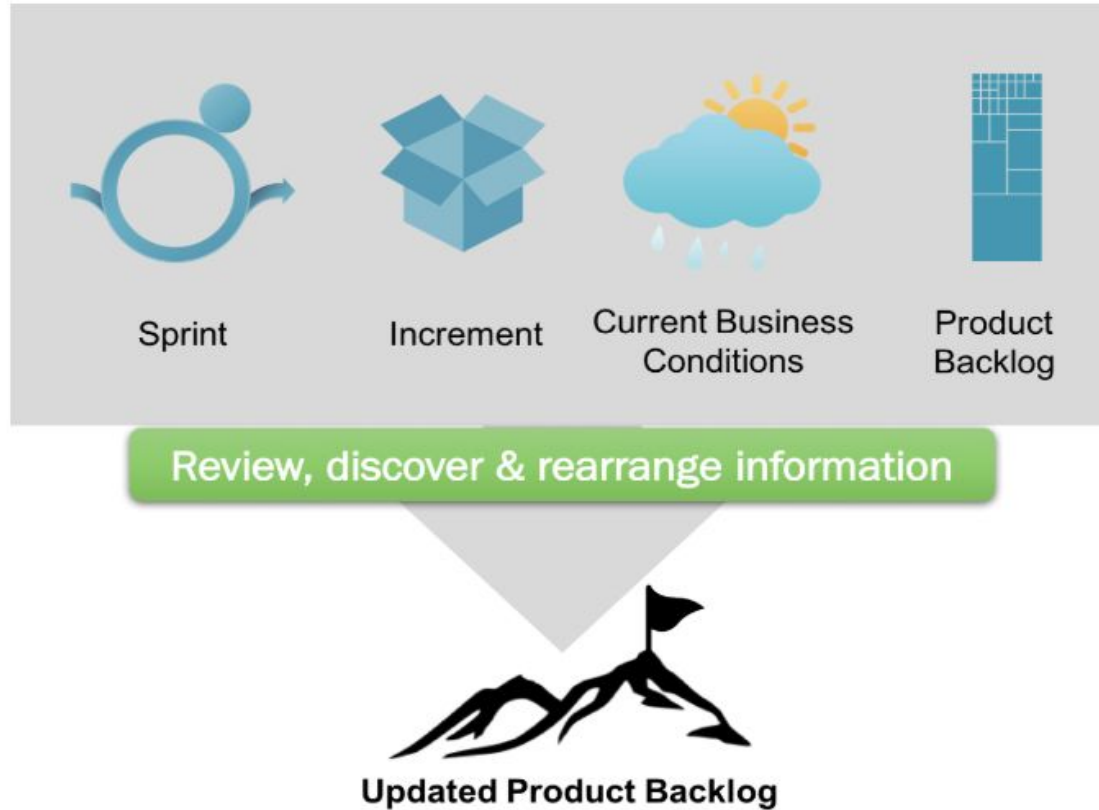 Sprint
Increment
Current Business
Conditions
Product
Backlog
Review, discover & rearrange information
Updated Product Backlog